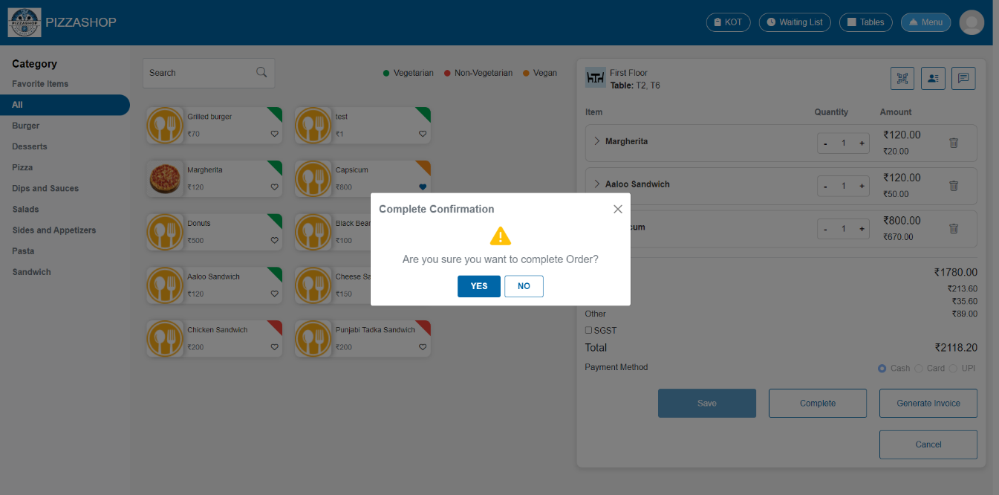 PIZZASHOP
PIZZASHOP
KOT
Waiting List
Tables
Menu
Category
Favorite Items
All
Burger
Desserts
Pizza
Dips and Sauces
Salads
Sides and Appetizers
Pasta
Sandwich
Search
Vegetarian
Non-Vegetarian
Vegan
Grilled burger
₹70
test
₹1
Margherita
₹120
Capsicum
₹800
Donuts
₹500
Black Bean
₹100
Aaloo Sandwich
₹120
Cheese Sa
₹150
Chicken Sandwich
₹200
Punjabi Tadka Sandwich
₹200
First Floor
Table: T2, T6
Item Quantity Amount
Margherita - 1 + ₹120.00
₹20.00
Aaloo Sandwich - 1 + ₹120.00
₹50.00
cum - 1 + ₹800.00
₹670.00
₹1780.00
₹213.60
₹35.60
Other ₹89.00
SGST
Total ₹2118.20
Payment Method Cash Card UPI
Save
Complete
Generate Invoice
Cancel
Complete Confirmation
Are you sure you want to complete Order?
YES
NO